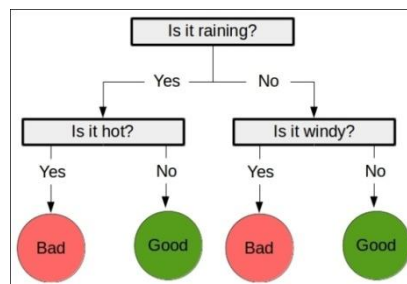 Is it raining?
Yes No
Is it hot? Is it windy?
Yes No Yes No
Bad Good Bad Good